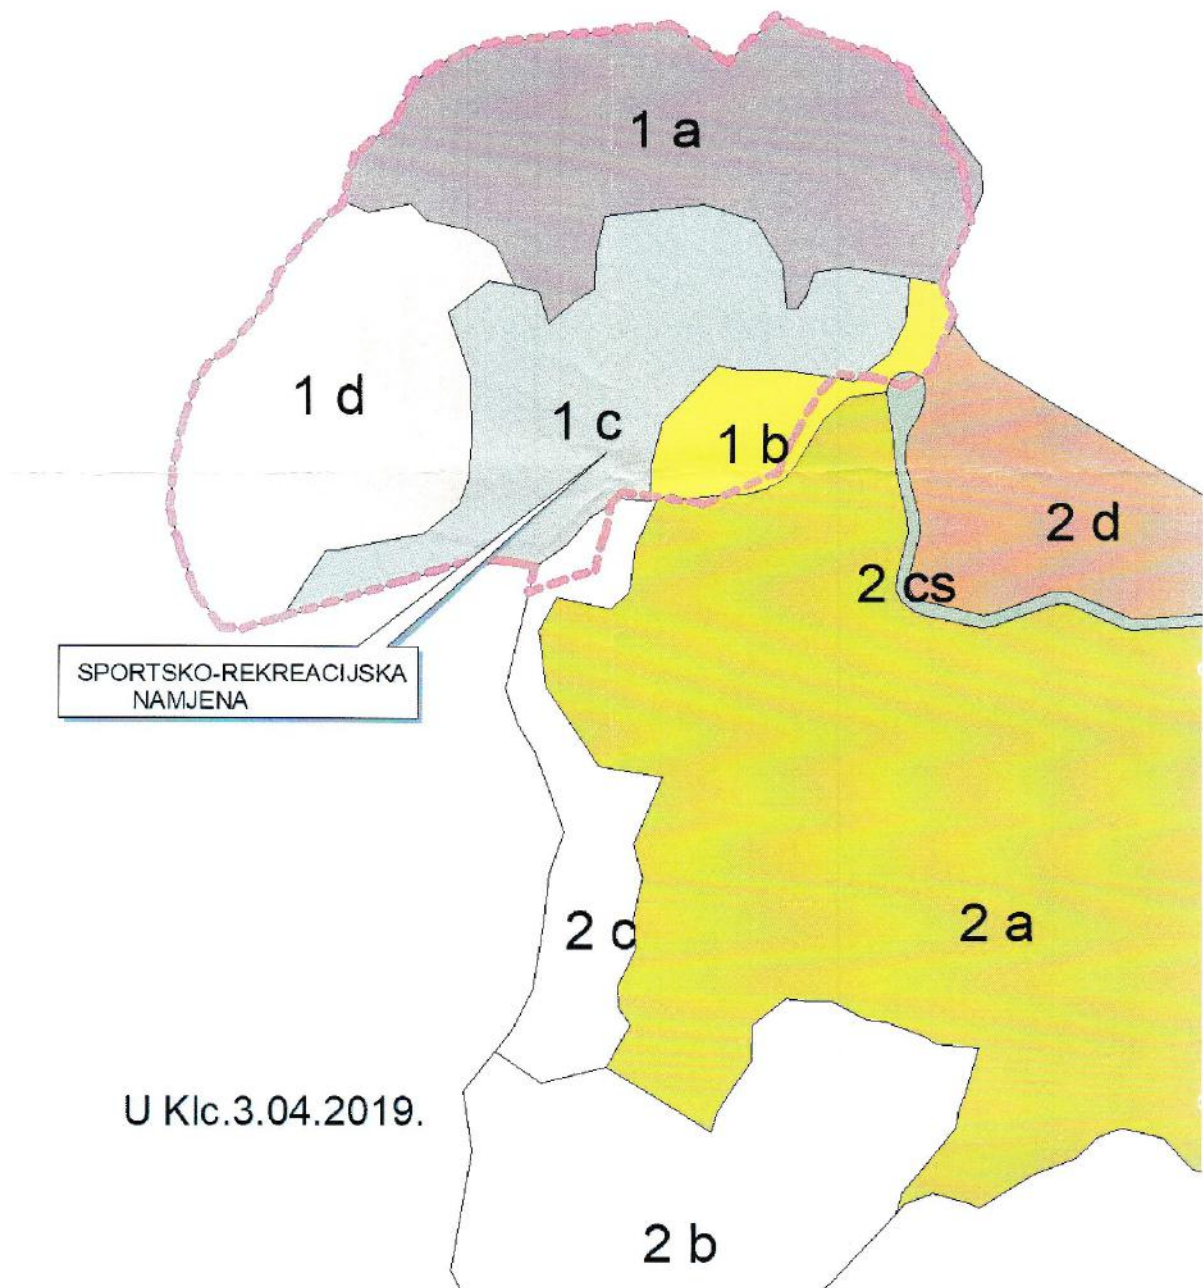 1 a
1 d
1 c
1 b
2 d
2 cs
SPORTSKO-REKREACIJSKA
NAMJENA
2 c
2 a
U Klc.3.04.2019.
2 b